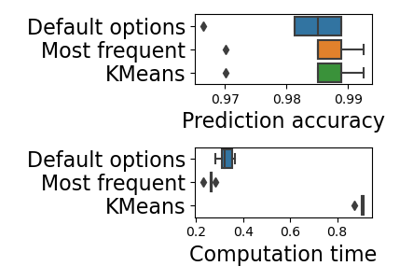 Default options
Most frequent
KMeans
0.97 0.98 0.99
Prediction accuracy
Default options
Most frequent
KMeans
0.2 0.4 0.6 0.8
Computation time